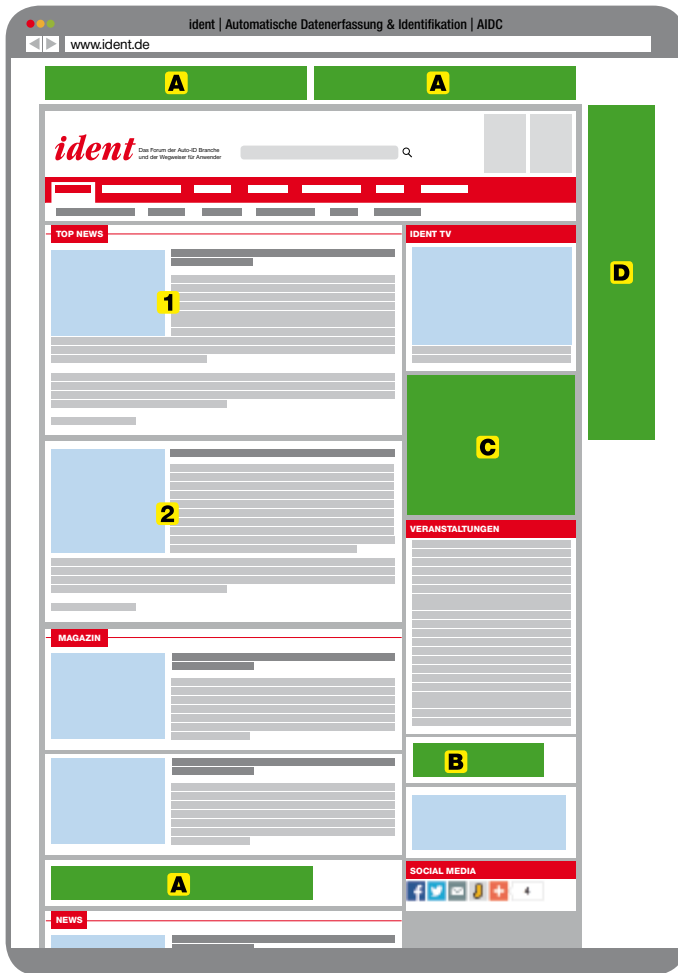 ident | Automatische Datenerfassung & Identifikation | AIDC
www.ident.de
A
A
ident
Das Forum der Auto-ID Branche
und der Wegweiser für Anwender
TOP NEWS
1
2
MAGAZIN
A
NEWS
IDENT TV
C
VERANSTALTUNGEN
B
SOCIAL MEDIA
4
D